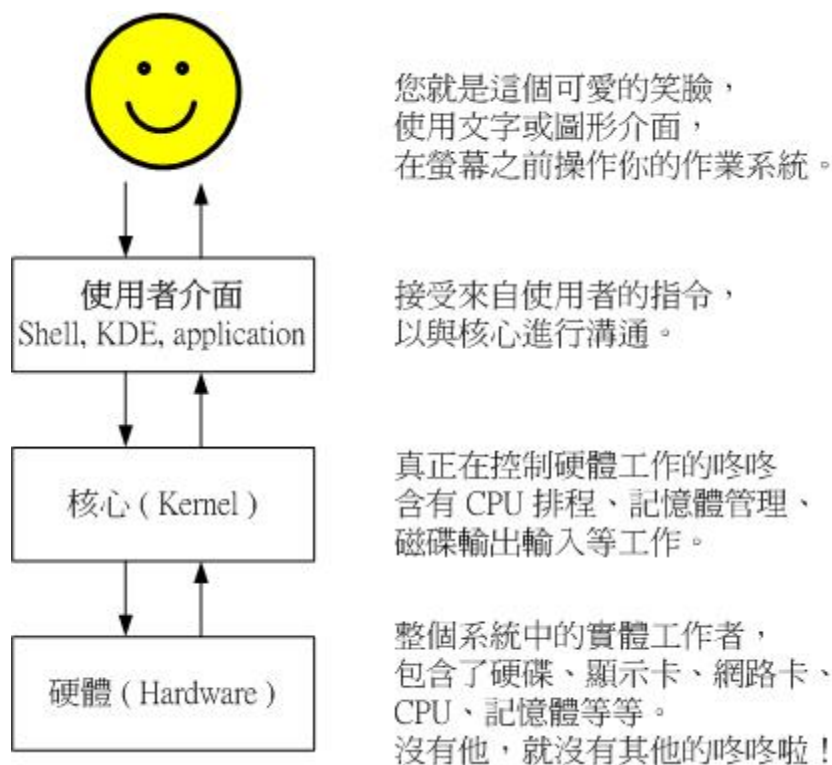 您就是這個可愛的笑臉，
使用文字或圖形介面，
在螢幕之前操作你的作業系統。
使用者介面
Shell, KDE, application
接受來自使用者的指令，
以與核心進行溝通。
核心 ( Kernel )
真正在控制硬體工作的咚咚
含有 CPU 排程、記憶體管理、
磁碟輸出輸入等工作。
硬體 ( Hardware )
整個系統中的實體工作者，
包含了硬碟、顯示卡、網路卡、
CPU、記憶體等等。
沒有他，就沒有其他的咚咚啦！